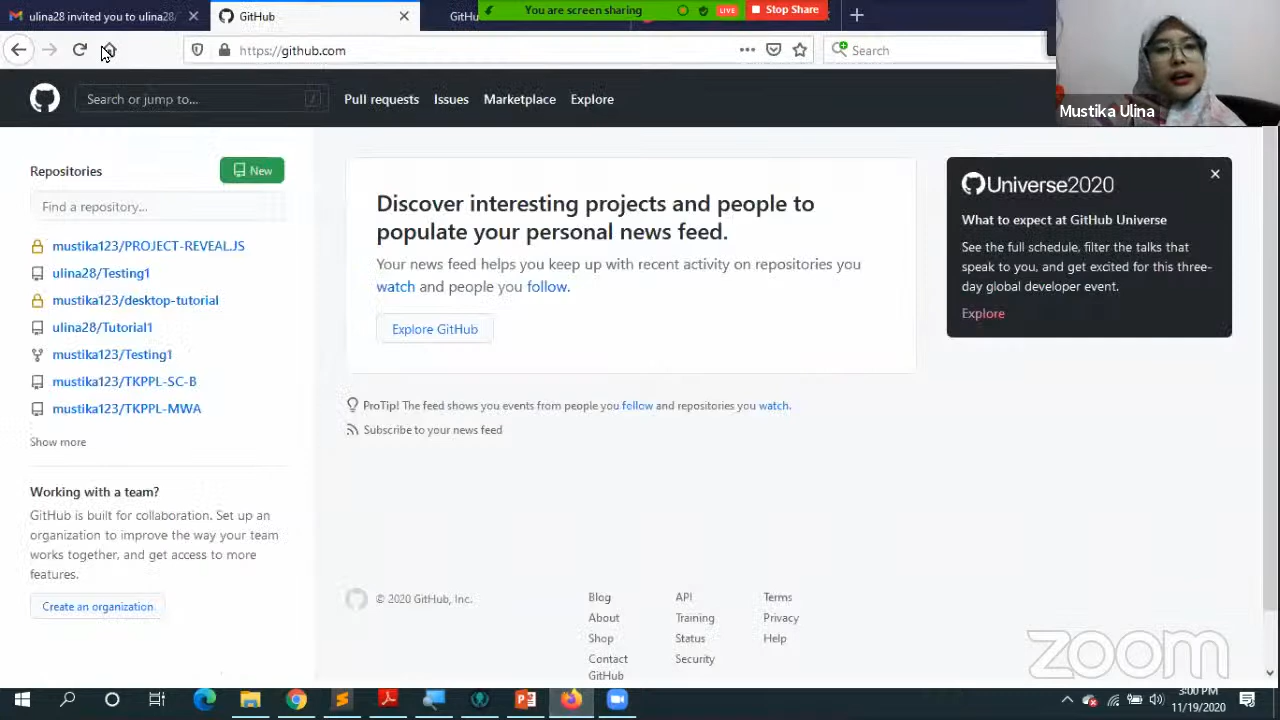 ulina28 invited you to ulina28/
GitHub
GitHu
You are screen sharing
LIVE
Stop Share
https://github.com
Search
Mustika Ulina
Search or jump to...
/
Pull requests
Issues
Marketplace
Explore
Repositories
New
Find a repository...
mustika123/PROJECT-REVEAL.JS
ulina28/Testing1
mustika123/desktop-tutorial
ulina28/Tutorial1
mustika123/Testing1
mustika123/TKPPL-SC-B
mustika123/TKPPL-MWA
Show more
Working with a team?
GitHub is built for collaboration. Set up an
organization to improve the way your team
works together, and get access to more
features.
Create an organization
Discover interesting projects and people to
populate your personal news feed.
Your news feed helps you keep up with recent activity on repositories you
watch and people you follow.
Explore GitHub
ProTip! The feed shows you events from people you follow and repositories you watch.
Subscribe to your news feed
Universe2020
What to expect at GitHub Universe
See the full schedule, filter the talks that
speak to you, and get excited for this three-
day global developer event.
Explore
© 2020 GitHub, Inc.
Blog
About
Shop
Contact
GitHub
API
Training
Status
Security
Terms
Privacy
Help
zoom
3:00 PM
11/19/2020